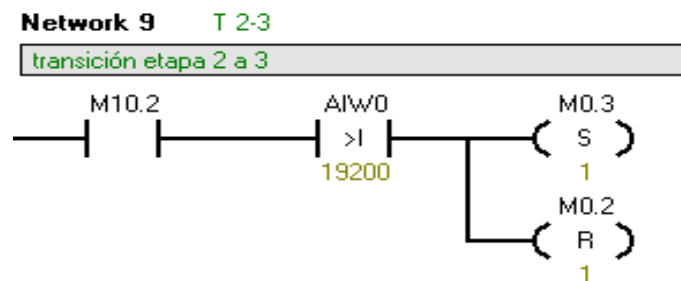 Network 9 T 2-3
transición etapa 2 a 3
M10.2 AIW0 M0.3
>I S
19200 1
M0.2
R
1